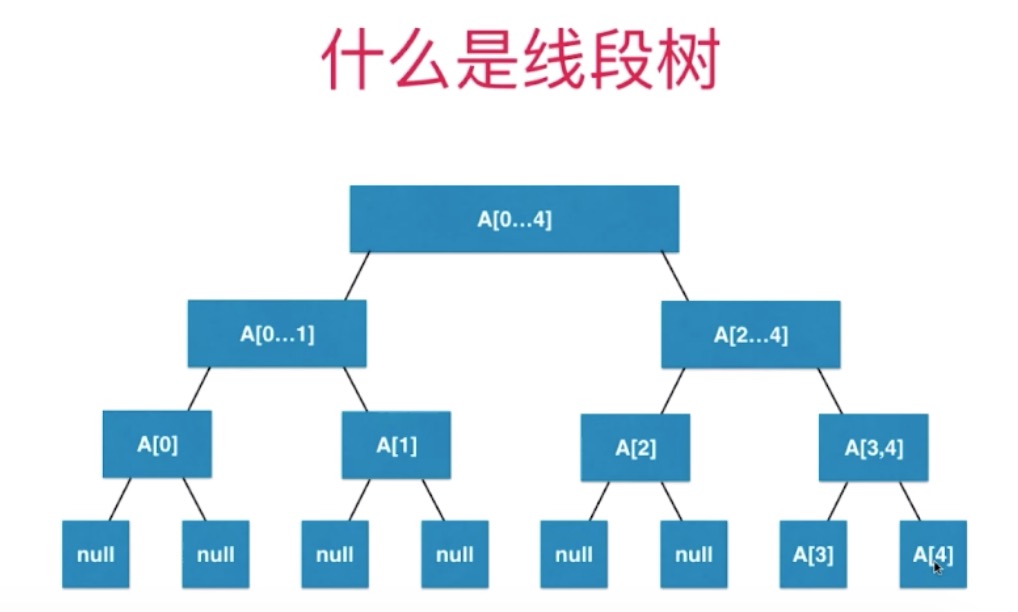 什么是线段树
A[0...4]
A[0...1]
A[2...4]
A[0]
A[1]
A[2]
A[3,4]
null
null
null
null
null
null
A[3]
A[4]